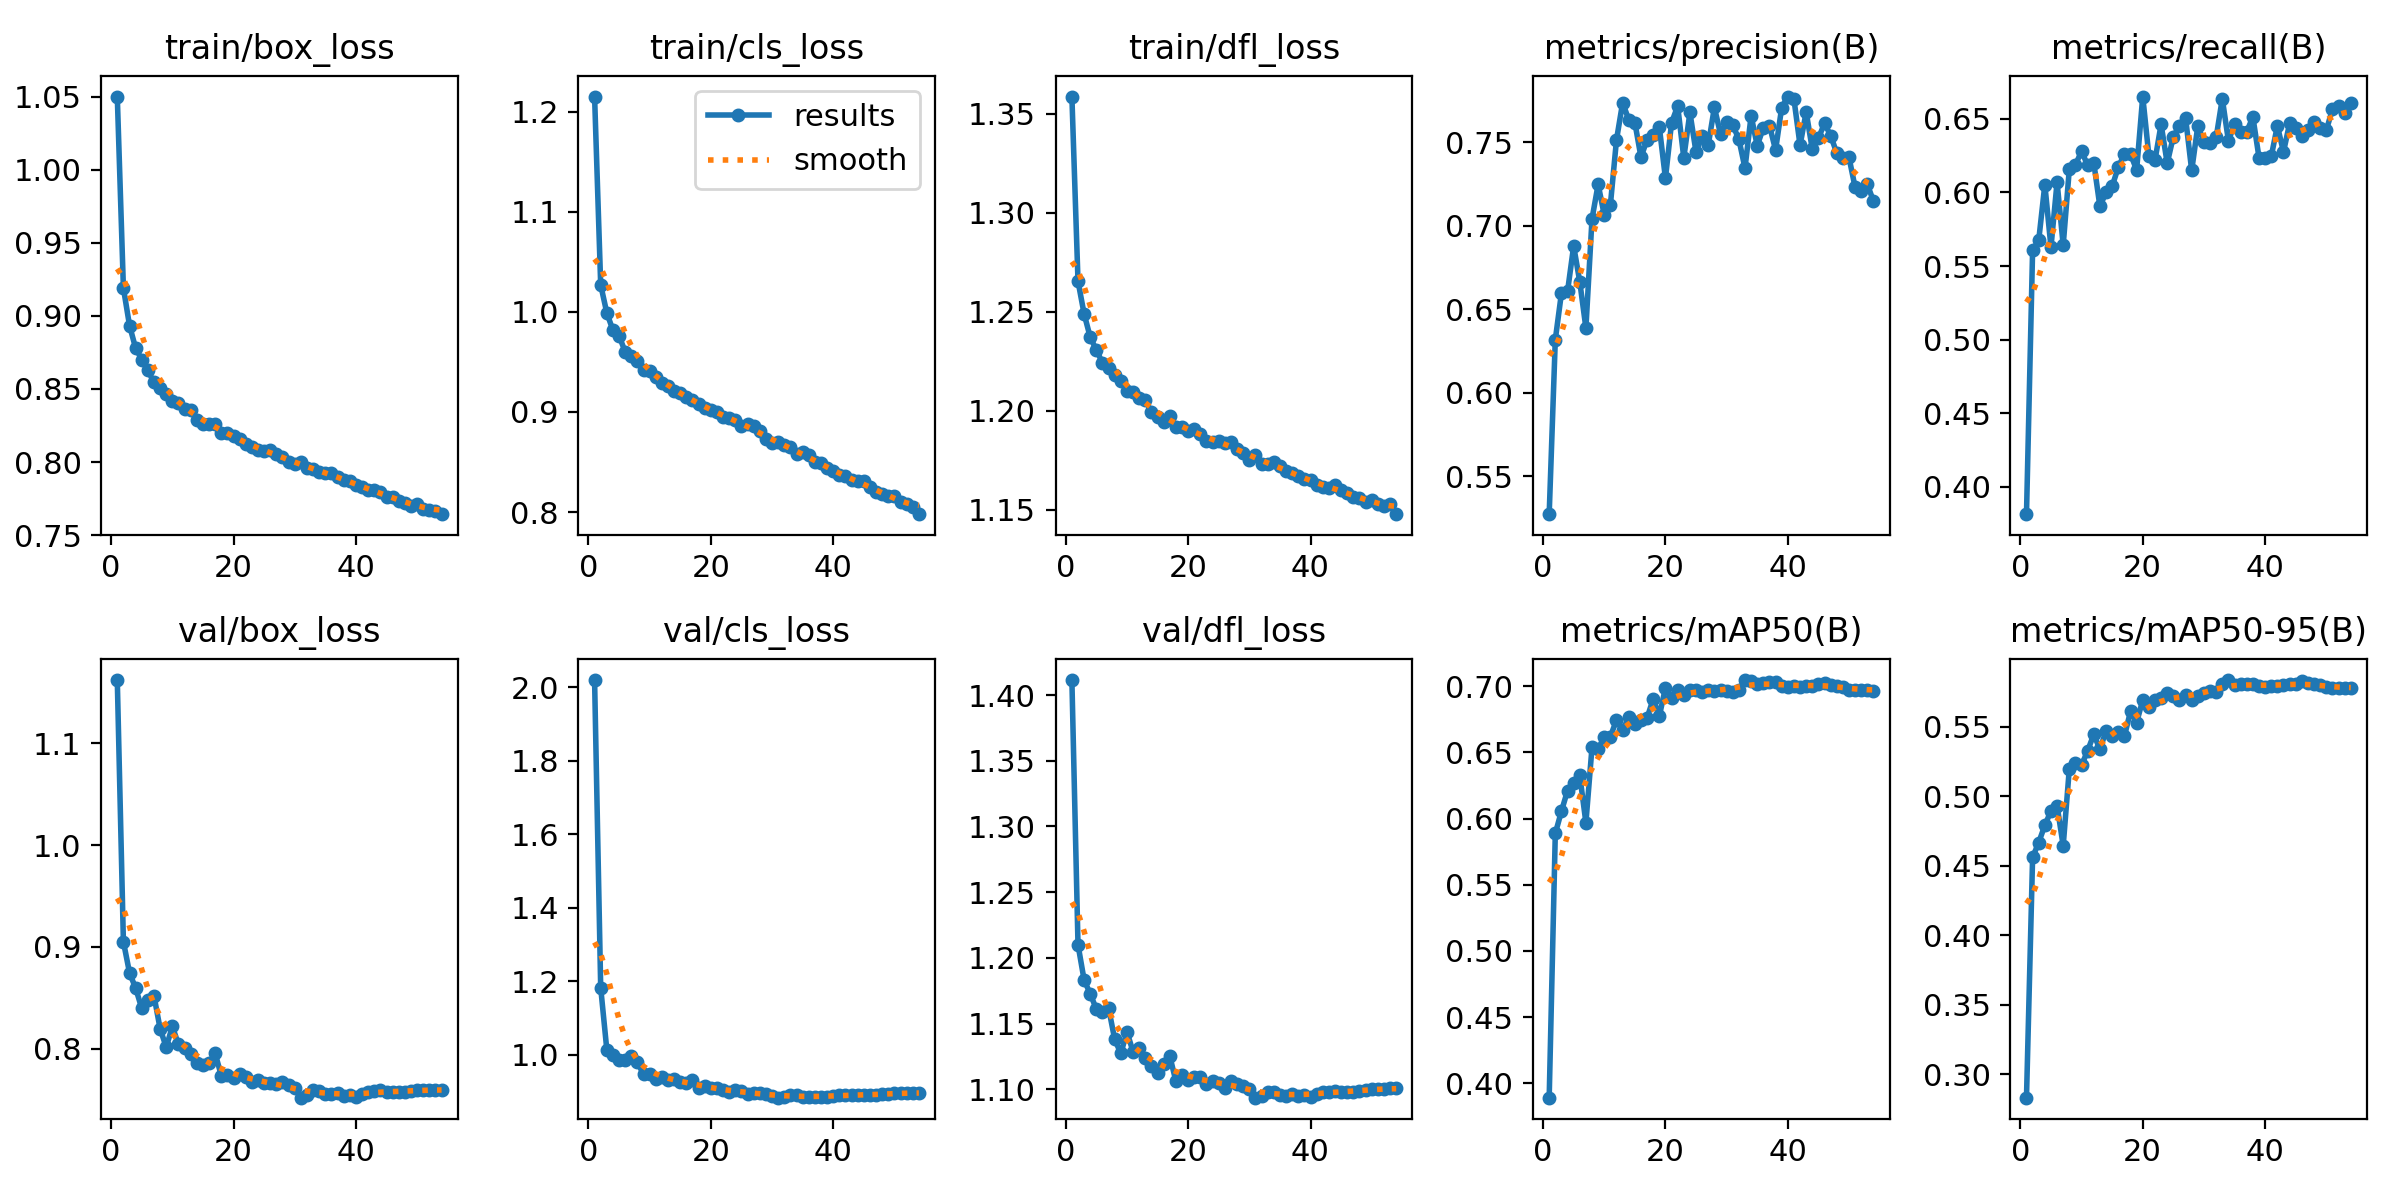 train/box_loss
1.05
1.00
0.95
0.90
0.85
0.80
0.75
0 20 40
train/cls_loss
results
smooth
1.2
1.1
1.0
0.9
0.8
0 20 40
train/dfl_loss
1.35
1.30
1.25
1.20
1.15
0 20 40
metrics/precision(B)
0.75
0.70
0.65
0.60
0.55
0 20 40
metrics/recall(B)
0.65
0.60
0.55
0.50
0.45
0.40
0 20 40
val/box_loss
1.1
1.0
0.9
0.8
0 20 40
val/cls_loss
2.0
1.8
1.6
1.4
1.2
1.0
0 20 40
val/dfl_loss
1.40
1.35
1.30
1.25
1.20
1.15
1.10
0 20 40
metrics/mAP50(B)
0.70
0.65
0.60
0.55
0.50
0.45
0.40
0 20 40
metrics/mAP50-95(B)
0.55
0.50
0.45
0.40
0.35
0.30
0 20 40